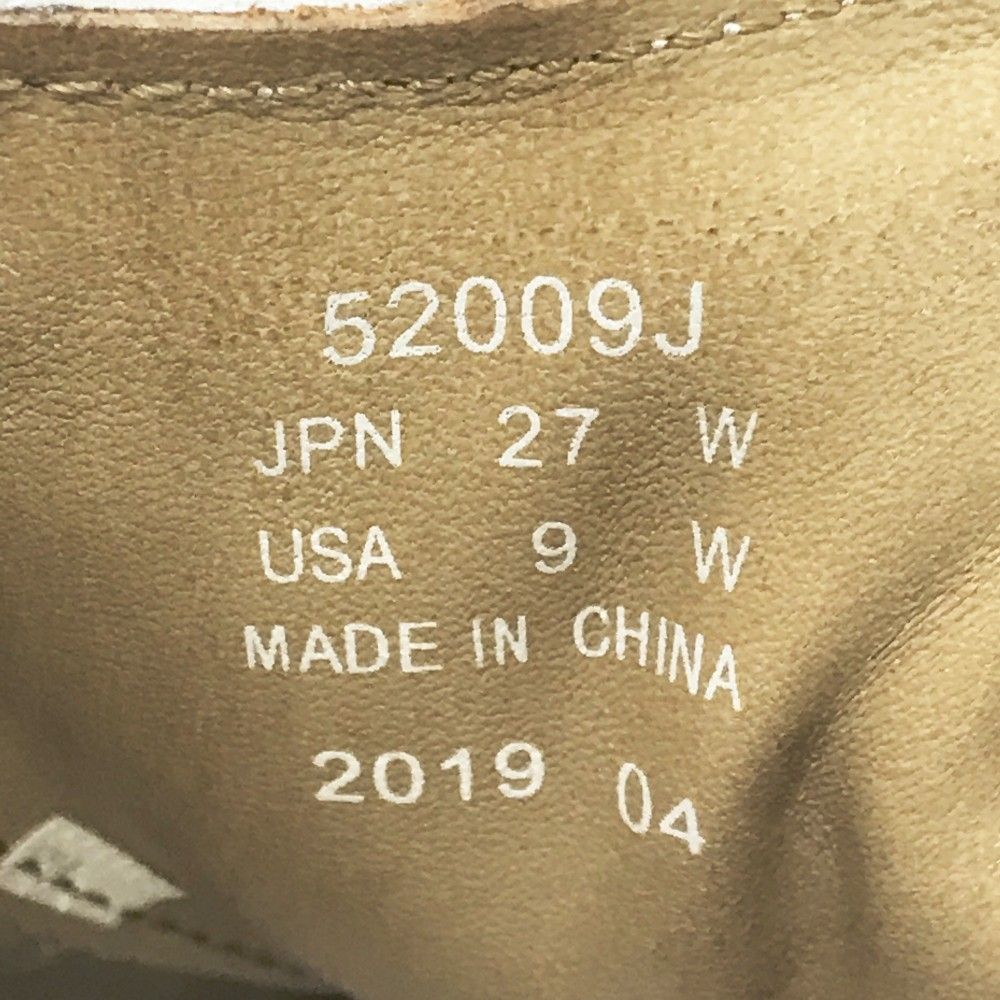 52009J
JPN 27 W
USA 9 W
MADE IN CHINA
2019 04